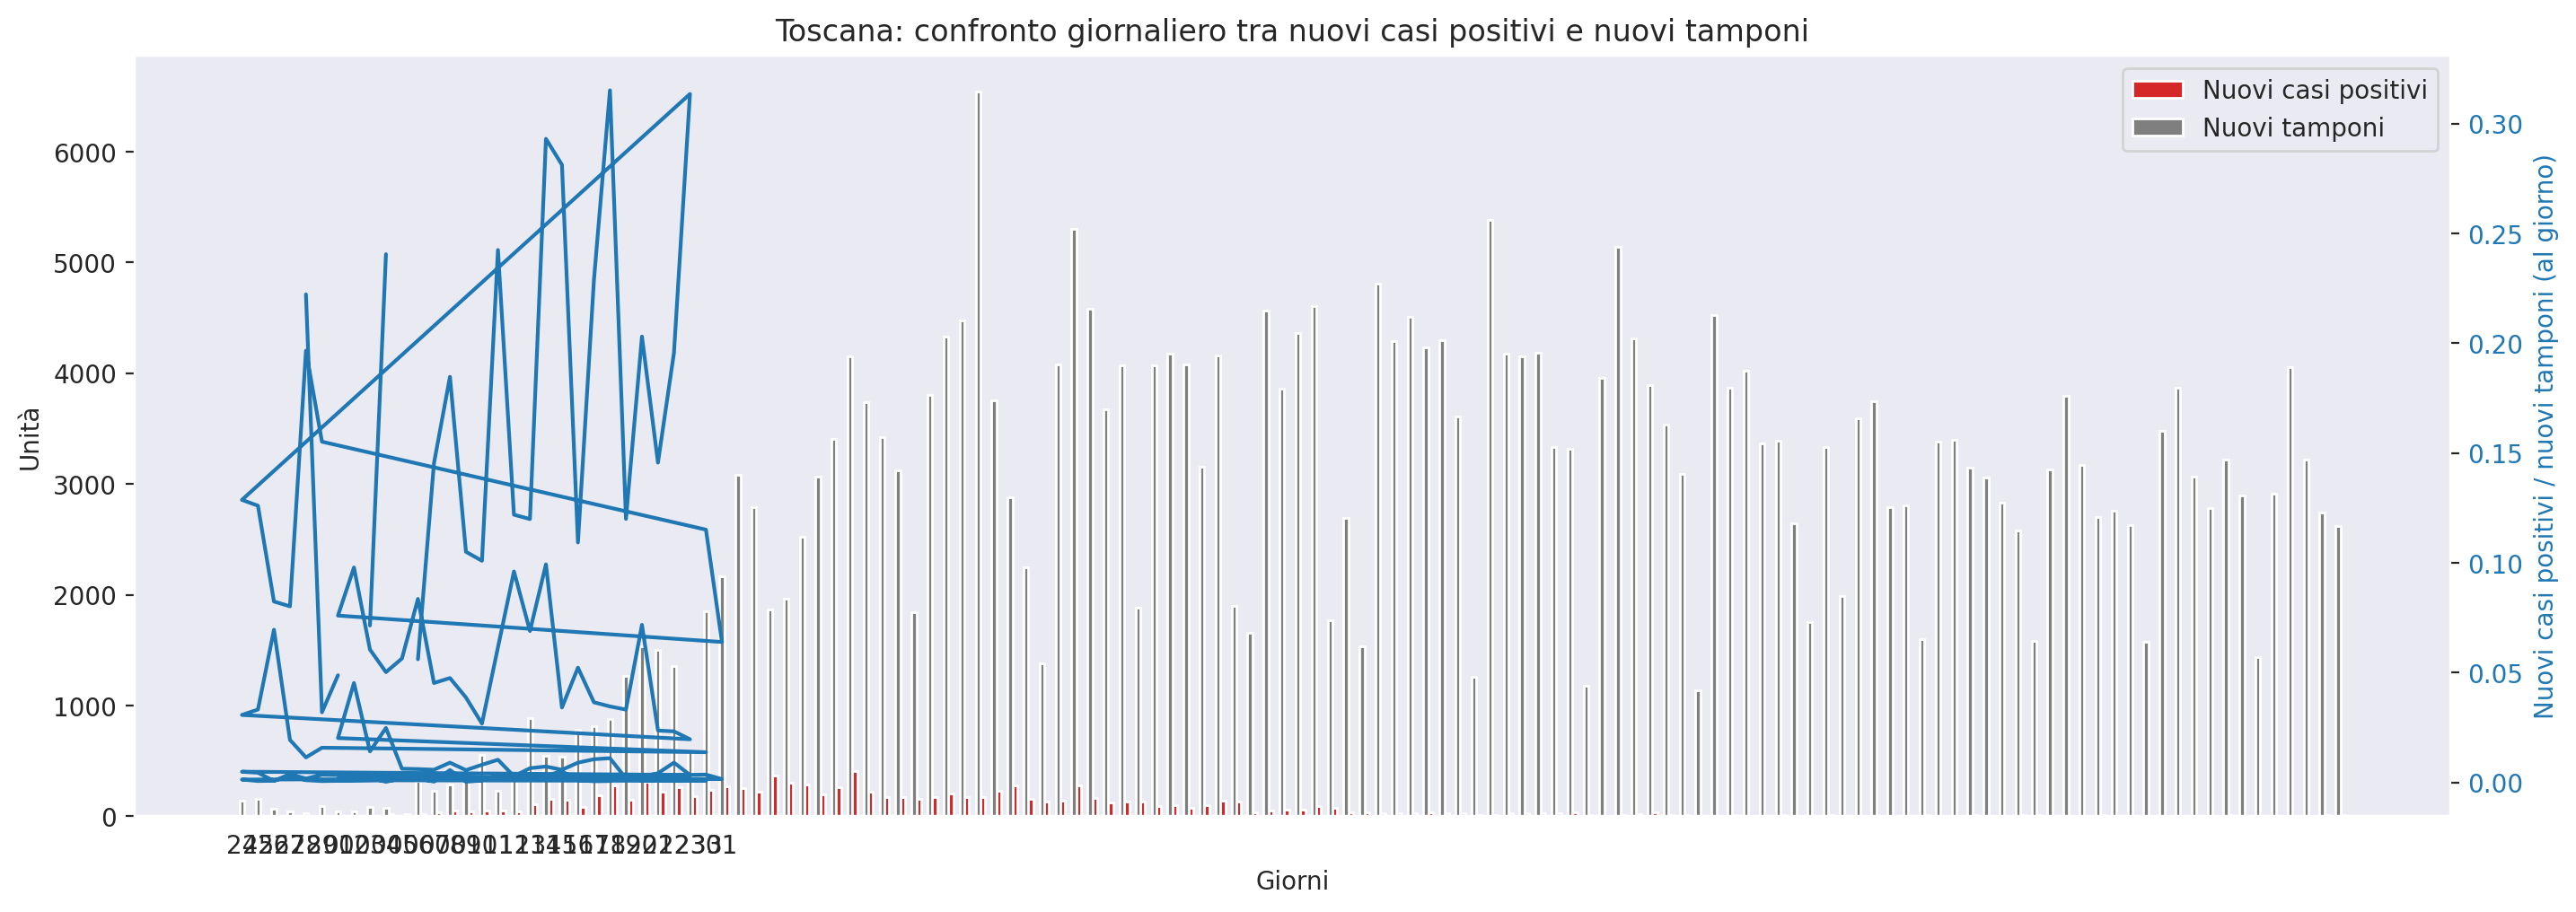 Toscana: confronto giornaliero tra nuovi casi positivi e nuovi tamponi
Nuovi casi positivi
Nuovi tamponi
6000
5000
4000
3000
2000
1000
0
Unità
0.30
0.25
0.20
0.15
0.10
0.05
0.00
Nuovi casi positivi / nuovi tamponi (al giorno)
Giorni